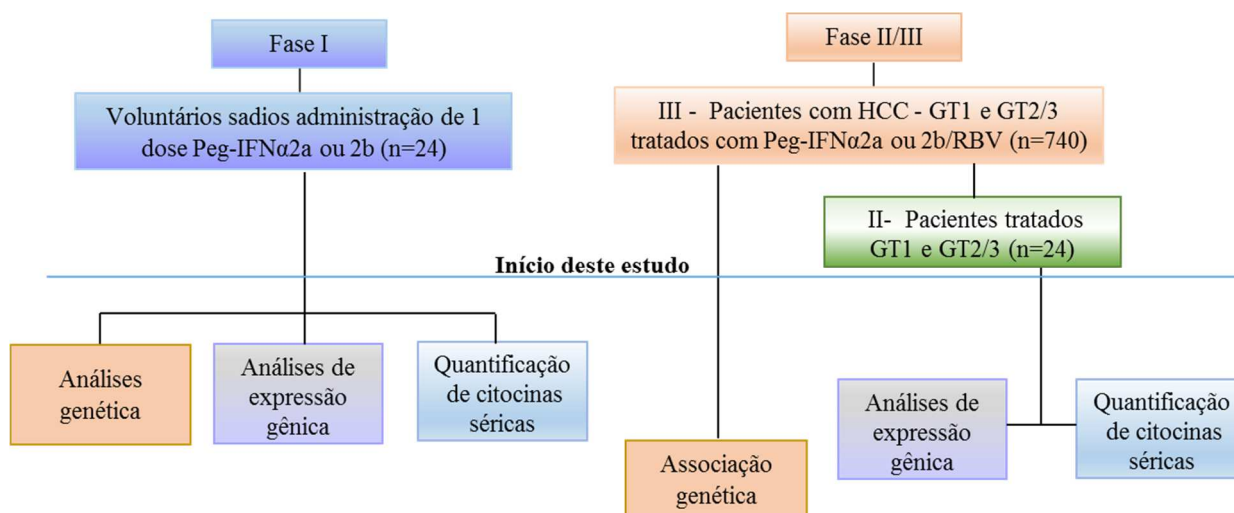 Fase I
Voluntários sadios administração de 1
dose Peg-IFNα2a ou 2b (n=24)
Fase II/III
III - Pacientes com HCC - GT1 e GT2/3
tratados com Peg-IFNα2a ou 2b/RBV (n=740)
II- Pacientes tratados
GT1 e GT2/3 (n=24)
Início deste estudo
Análises
genética
Análises de
expressão
gênica
Quantificação
de citocinas
séricas
Associação
genética
Análises de
expressão
gênica
Quantificação
de citocinas
séricas